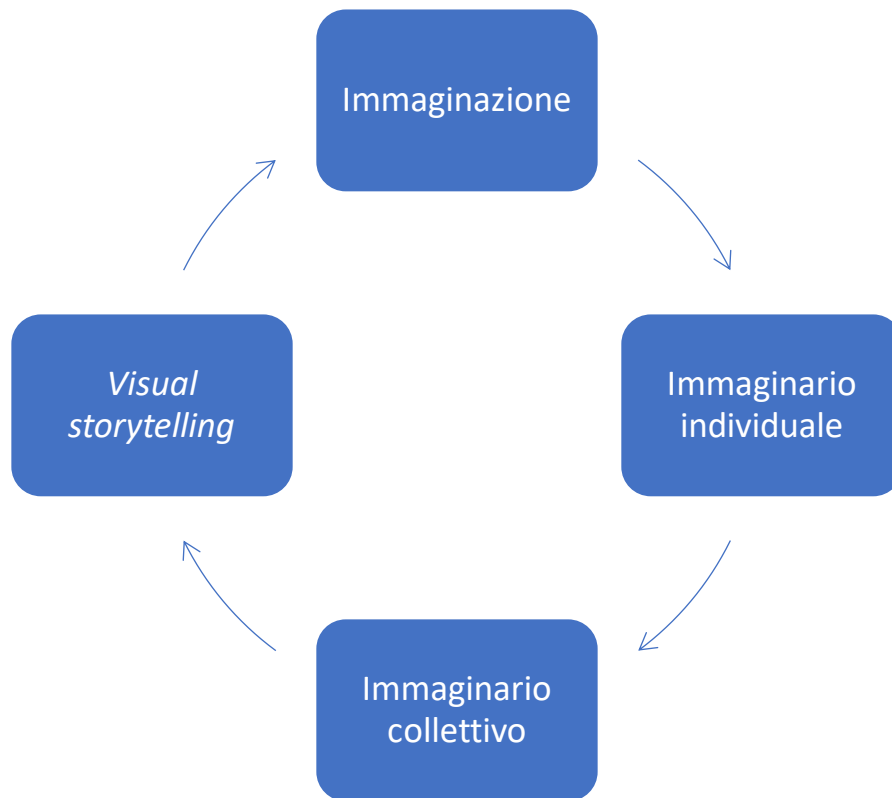 Immaginazione
Visual
storytelling
Immaginario
individuale
Immaginario
collettivo